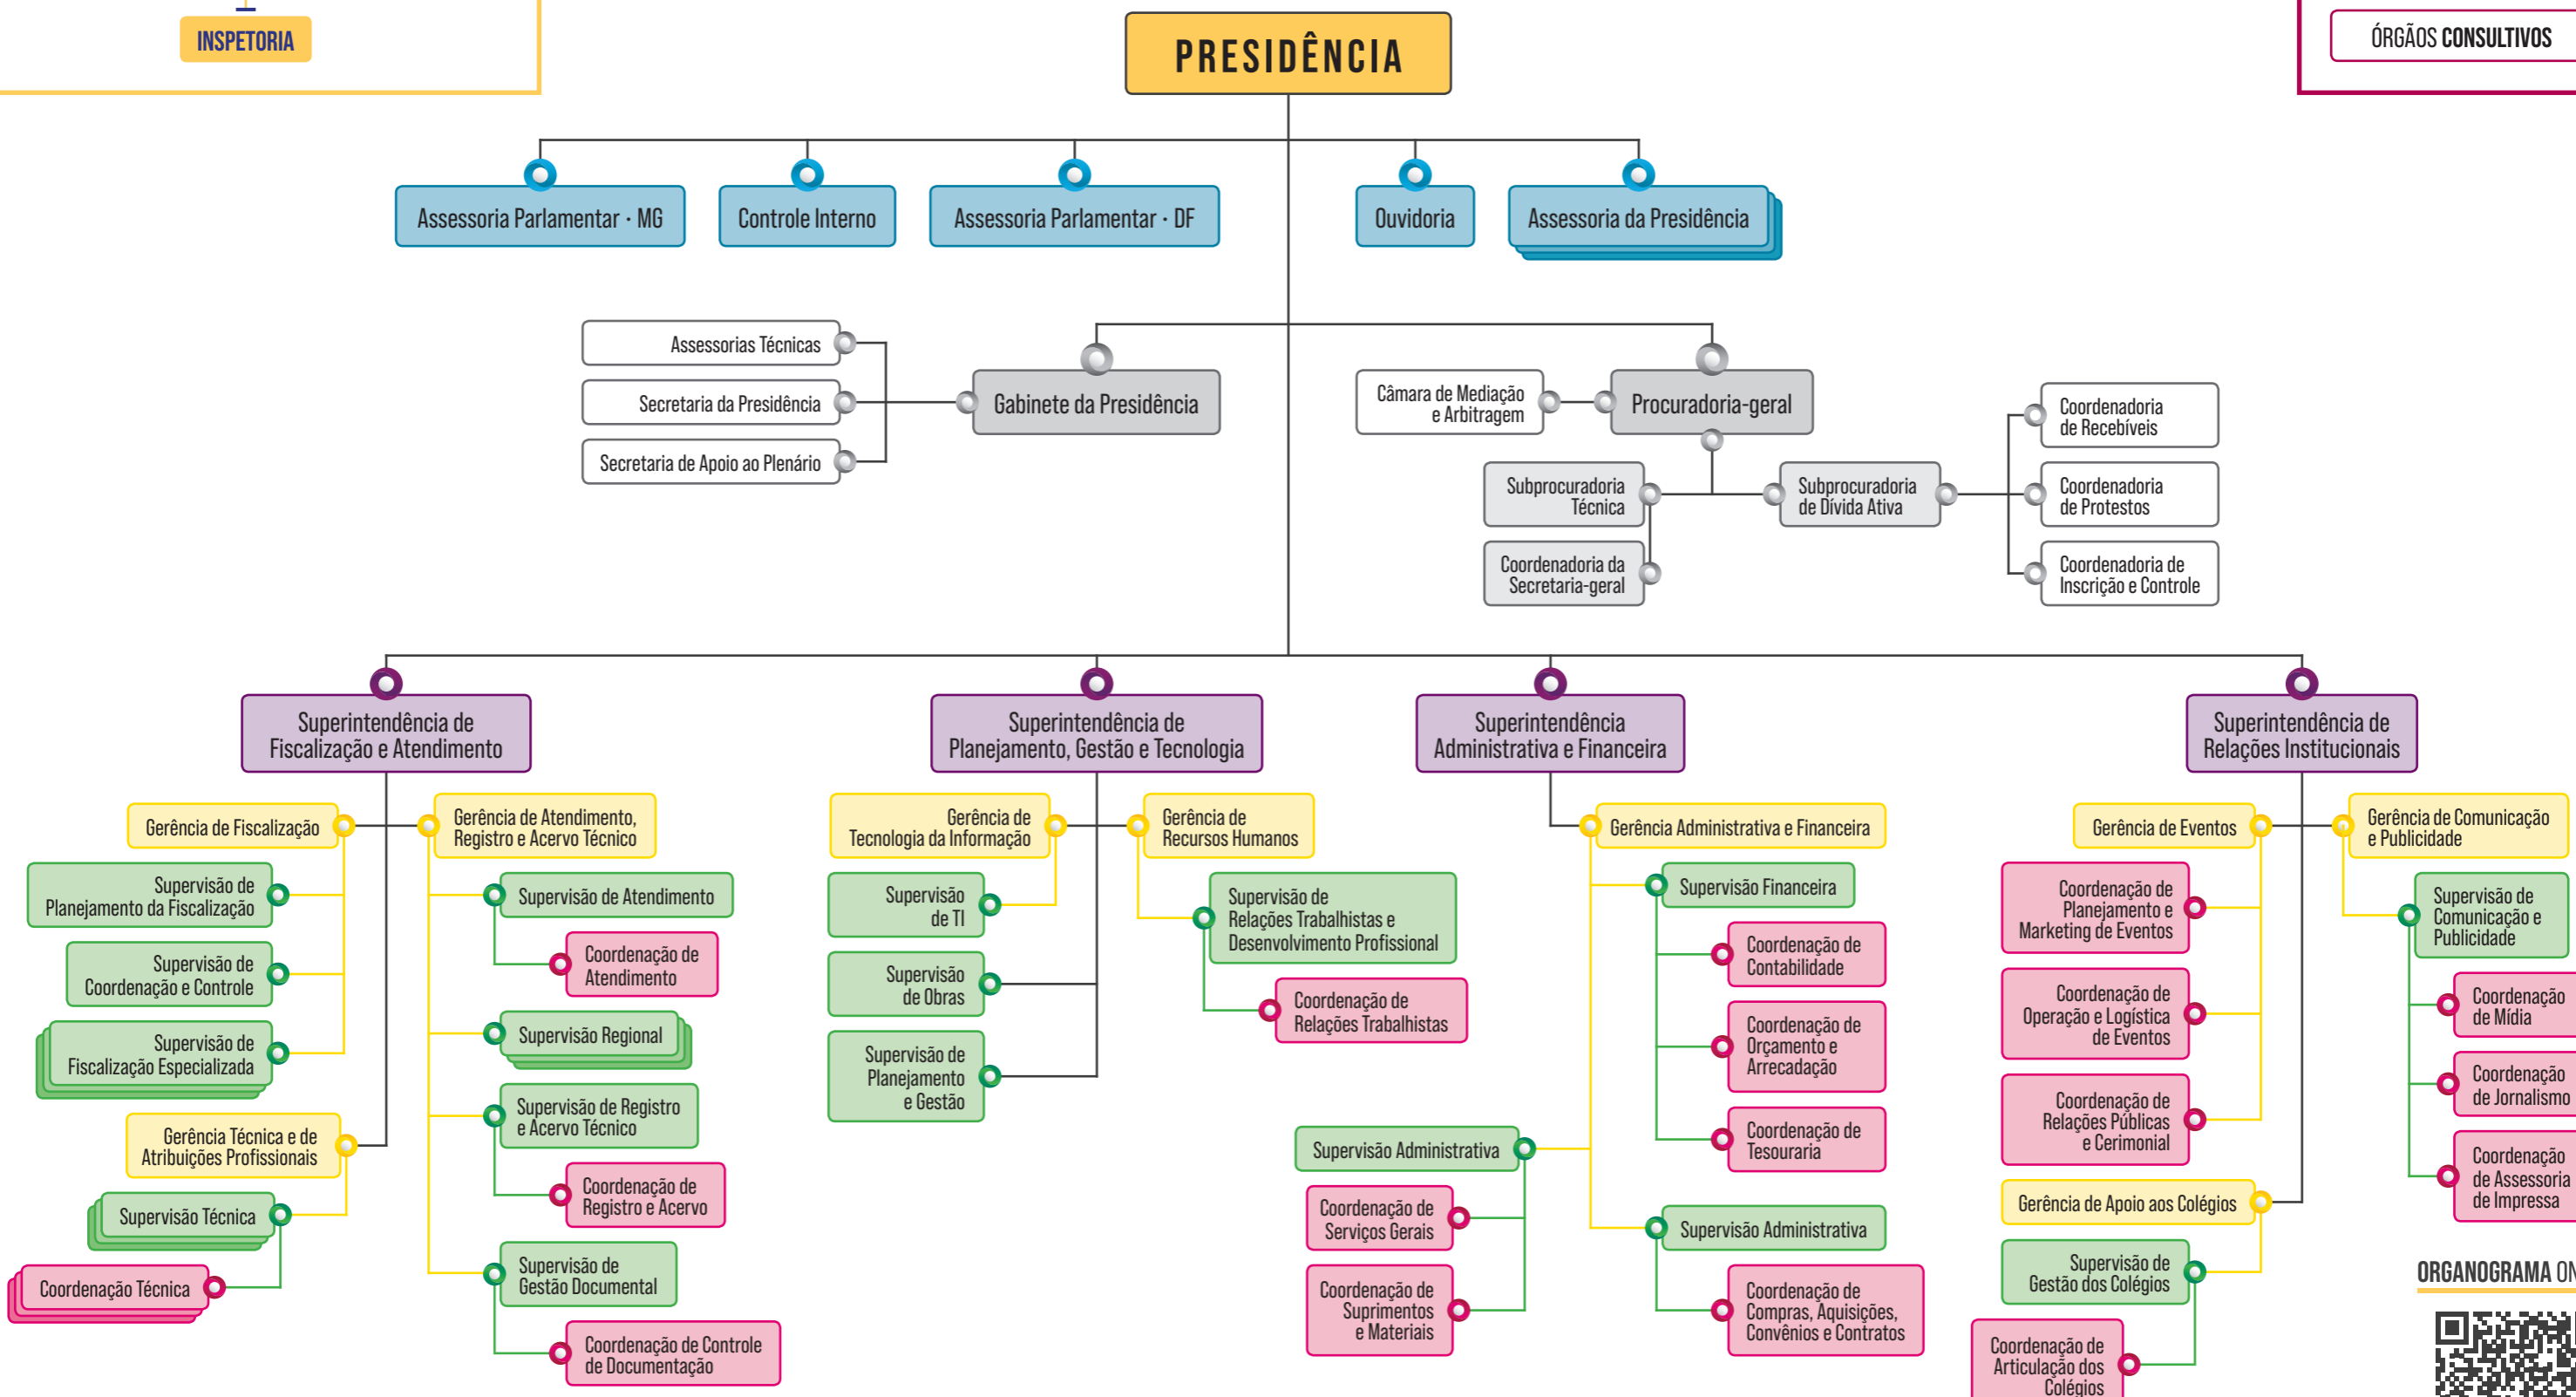 INSPETORIA
PRESIDÊNCIA
ÓRGÃOS CONSULTIVOS
Assessoria Parlamentar · MG
Controle Interno
Assessoria Parlamentar · DF
Ouvidoria
Assessoria da Presidência
Assessorias Técnicas
Secretaria da Presidência
Secretaria de Apoio ao Plenário
Gabinete da Presidência
Câmara de Mediação
e Arbitragem
Procuradoria-geral
Subprocuradoria
Técnica
Coordenadoria da
Secretaria-geral
Subprocuradoria
de Dívida Ativa
Coordenadoria
de Recebíveis
Coordenadoria
de Protestos
Coordenadoria de
Inscrição e Controle
Superintendência de
Fiscalização e Atendimento
Gerência de Fiscalização
Supervisão de
Planejamento da Fiscalização
Supervisão de
Coordenação e Controle
Supervisão de
Fiscalização Especializada
Gerência Técnica e de
Atribuições Profissionais
Supervisão Técnica
Coordenação Técnica
Gerência de Atendimento,
Registro e Acervo Técnico
Supervisão de Atendimento
Coordenação de
Atendimento
Supervisão Regional
Supervisão de Registro
e Acervo Técnico
Coordenação de
Registro e Acervo
Supervisão de
Gestão Documental
Coordenação de Controle
de Documentação
Superintendência de
Planejamento, Gestão e Tecnologia
Gerência de
Tecnologia da Informação
Supervisão
de TI
Supervisão
de Obras
Supervisão de
Planejamento
e Gestão
Gerência de
Recursos Humanos
Supervisão de
Relações Trabalhistas e
Desenvolvimento Profissional
Coordenação de
Relações Trabalhistas
Superintendência
Administrativa e Financeira
Gerência Administrativa e Financeira
Supervisão Financeira
Coordenação de
Contabilidade
Coordenação de
Orçamento e
Arrecadação
Coordenação de
Tesouraria
Supervisão Administrativa
Coordenação de
Serviços Gerais
Coordenação de
Suprimentos
e Materiais
Supervisão Administrativa
Coordenação de
Compras, Aquisições,
Convênios e Contratos
Superintendência de
Relações Institucionais
Gerência de Eventos
Coordenação de
Planejamento e
Marketing de Eventos
Coordenação de
Operação e Logística
de Eventos
Coordenação de
Relações Públicas
e Cerimonial
Gerência de Apoio aos Colégios
Supervisão de
Gestão dos Colégios
Coordenação de
Articulação dos
Colégios
Gerência de Comunicação
e Publicidade
Supervisão de
Comunicação e
Publicidade
Coordenação
de Mídia
Coordenação
de Jornalismo
Coordenação
de Assessoria
de Impressa
ORGANOGRAMA ON